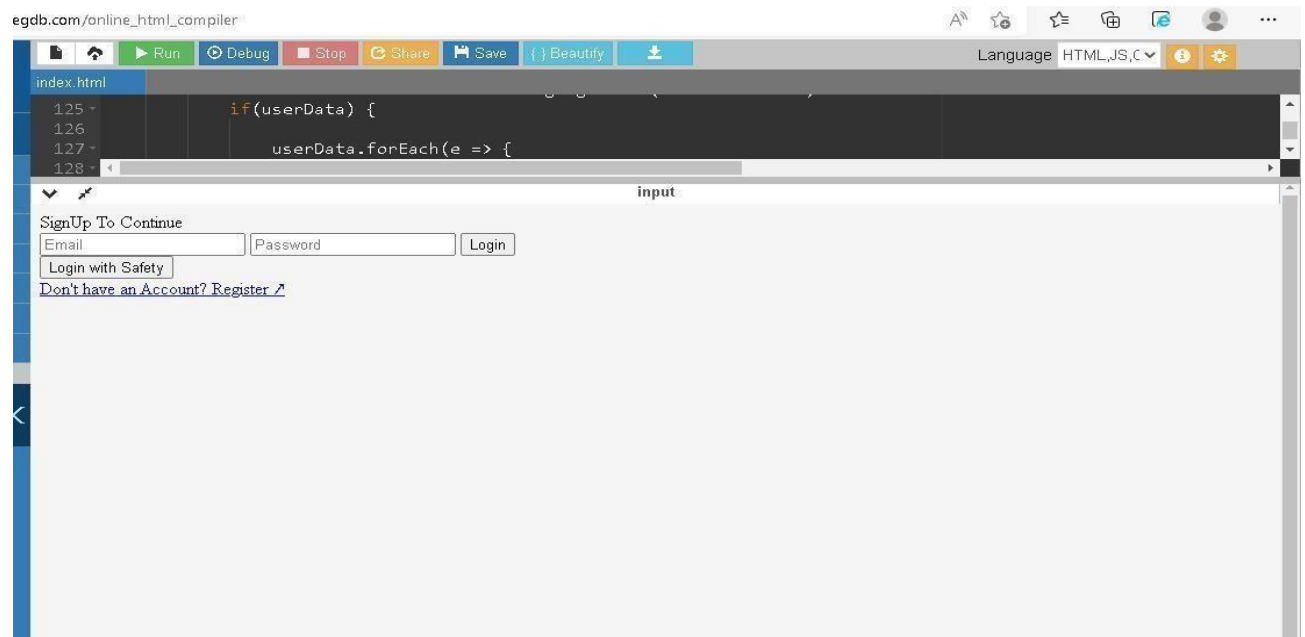 egdb.com/online_html_compiler
Run Debug Stop Share Save { } Beautify Language HTML,JS,C
index.html
125 if(userData) {
126
127 userData.forEach(e => {
128
input
SignUp To Continue
Email Password Login
Login with Safety
Don't have an Account? Register ↗